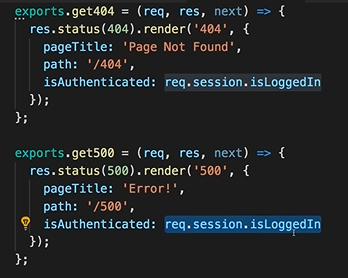 exports.get404 = (req, res, next) => {
  res.status(404).render('404', {
    pageTitle: 'Page Not Found',
    path: '/404',
    isAuthenticated: req.session.isLoggedIn
  });
};

exports.get500 = (req, res, next) => {
  res.status(500).render('500', {
    pageTitle: 'Error!',
    path: '/500',
    isAuthenticated: req.session.isLoggedIn
  });
};